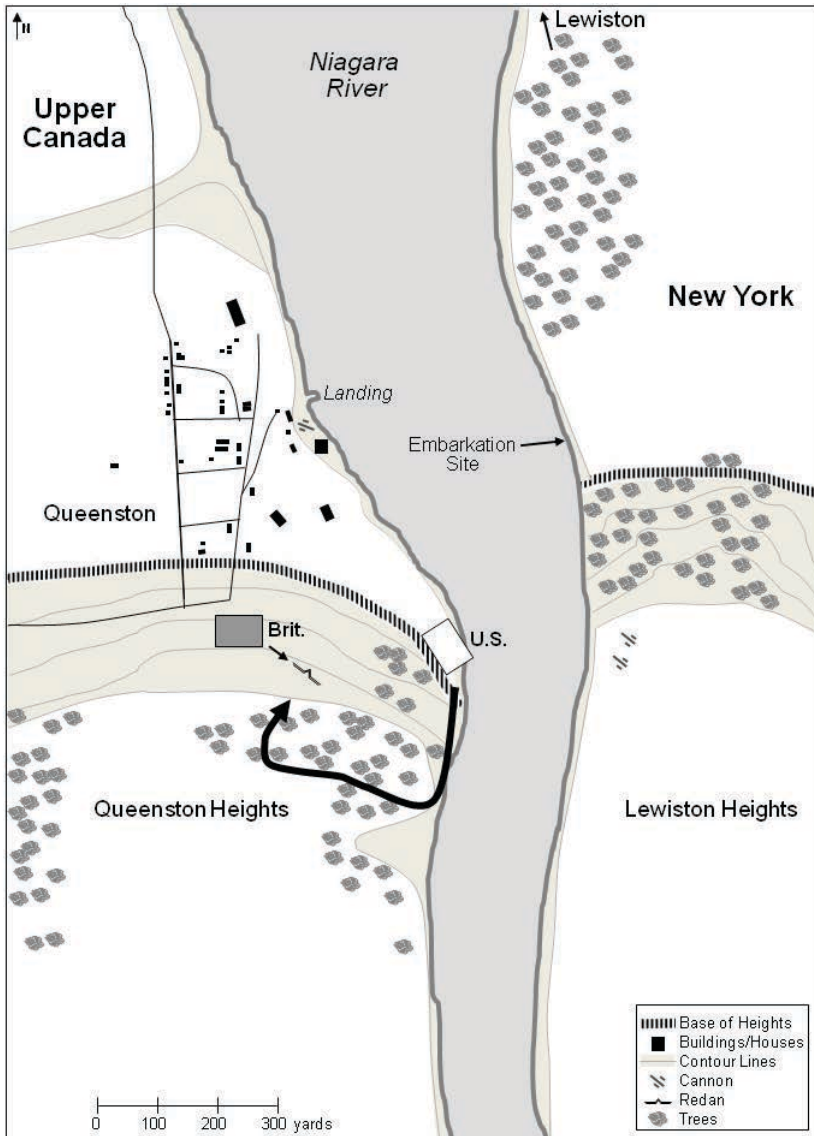 N
Lewiston
Niagara
River
Upper
Canada
New York
Landing
Embarkation
Site
Queenston
Brit.
U.S.
Queenston Heights
Lewiston Heights
Base of Heights
Buildings/Houses
Contour Lines
Cannon
Redan
Trees
0 100 200 300 yards